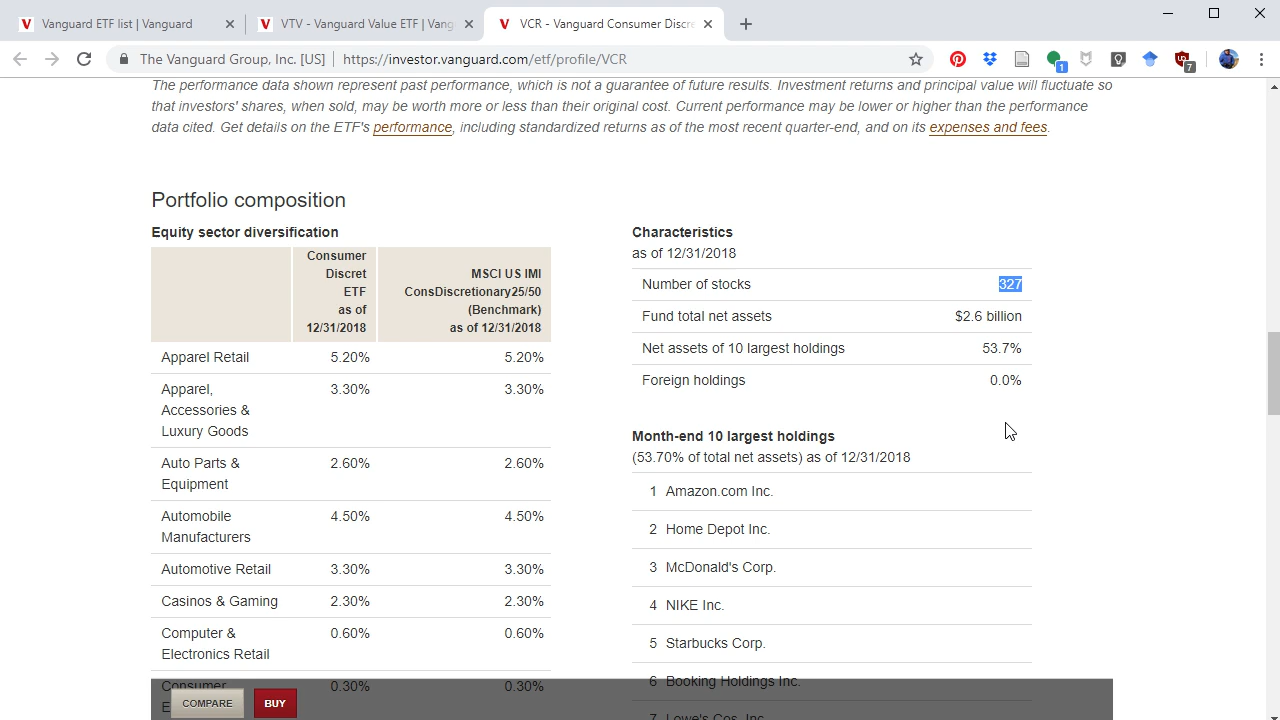 Vanguard ETF list | Vanguard
VTV - Vanguard Value ETF | Vang
VCR - Vanguard Consumer Discre
The Vanguard Group, Inc. [US] | https://investor.vanguard.com/etf/profile/VCR
1
7
The performance data shown represent past performance, which is not a guarantee of future results. Investment returns and principal value will fluctuate so
that investors' shares, when sold, may be worth more or less than their original cost. Current performance may be lower or higher than the performance
data cited. Get details on the ETF's performance, including standardized returns as of the most recent quarter-end, and on its expenses and fees.
Portfolio composition
Equity sector diversification
Consumer
Discret
ETF
as of
12/31/2018
MSCI US IMI
ConsDiscretionary25/50
(Benchmark)
as of 12/31/2018
Apparel Retail 5.20% 5.20%
Apparel, 3.30% 3.30%
Accessories &
Luxury Goods
Auto Parts & 2.60% 2.60%
Equipment
Automobile 4.50% 4.50%
Manufacturers
Automotive Retail 3.30% 3.30%
Casinos & Gaming 2.30% 2.30%
Computer & 0.60% 0.60%
Electronics Retail
Consumer 0.30% 0.30%
COMPARE
BUY
Characteristics
as of 12/31/2018
Number of stocks 327
Fund total net assets $2.6 billion
Net assets of 10 largest holdings 53.7%
Foreign holdings 0.0%
Month-end 10 largest holdings
(53.70% of total net assets) as of 12/31/2018
1 Amazon.com Inc.
2 Home Depot Inc.
3 McDonald's Corp.
4 NIKE Inc.
5 Starbucks Corp.
6 Booking Holdings Inc.
7 Lowe's Cos. Inc.